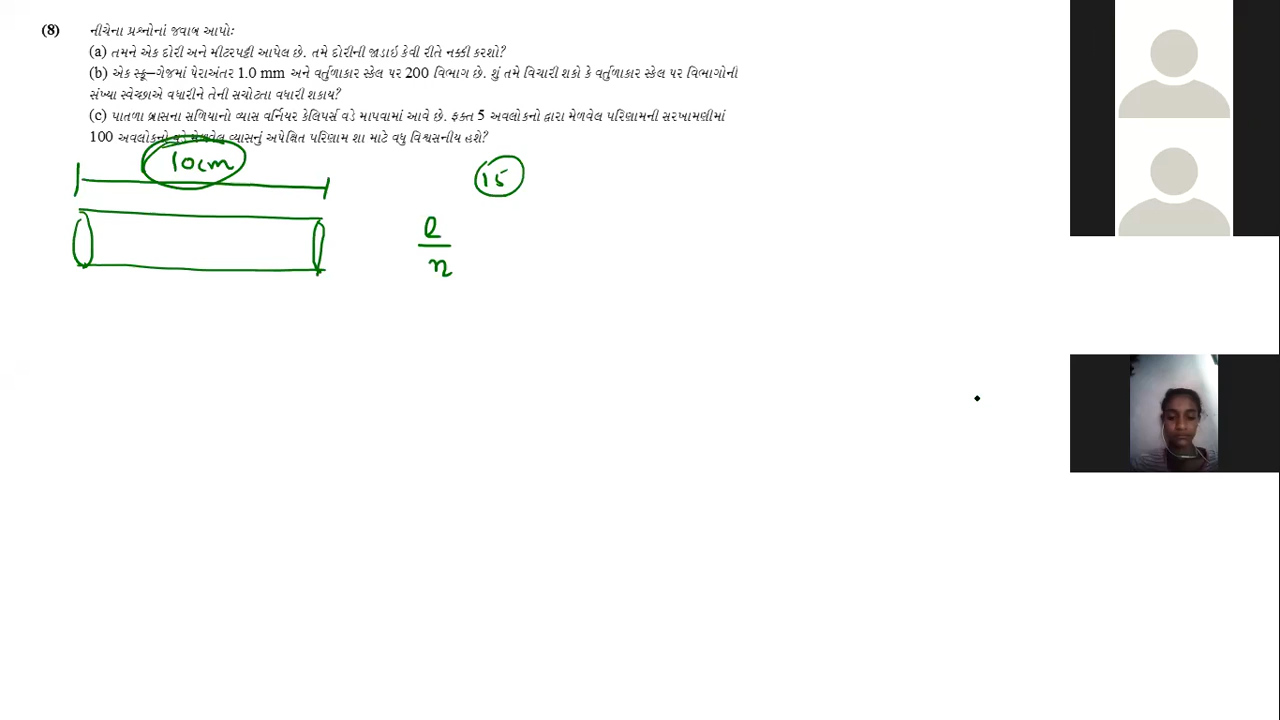 (8) નીચેના પ્રશ્નોનાં જવાબ આપોઃ
(a) તમને એક દોરી અને મીટરપટ્ટી આપેલ છે. તમે દોરીની જાડાઈ કેવી રીતે નક્કી કરશો?
(b) એક સ્ક્રૂ–ગેજમાં પેરાઅંતર 1.0 mm અને વર્તુળાકાર સ્કેલ પર 200 વિભાગ છે. શું તમે વિચારી શકો કે વર્તુળાકાર સ્કેલ પર વિભાગોની
સંખ્યા સ્વેચ્છાએ વધારીને તેની સચોટતા વધારી શકાય?
(c) પાતળા બ્રાસના સળિયાનો વ્યાસ વર્નિયર કેલિપર્સ વડે માપવામાં આવે છે. ફક્ત 5 અવલોકનો દ્વારા મેળવેલ પરિણામની સરખામણીમાં
100 અવલોકનો વડે મેળવેલ વ્યાસનું અપેક્ષિત પરિણામ શા માટે વધુ વિશ્વસનીય હશે?
10cm
15
l
n